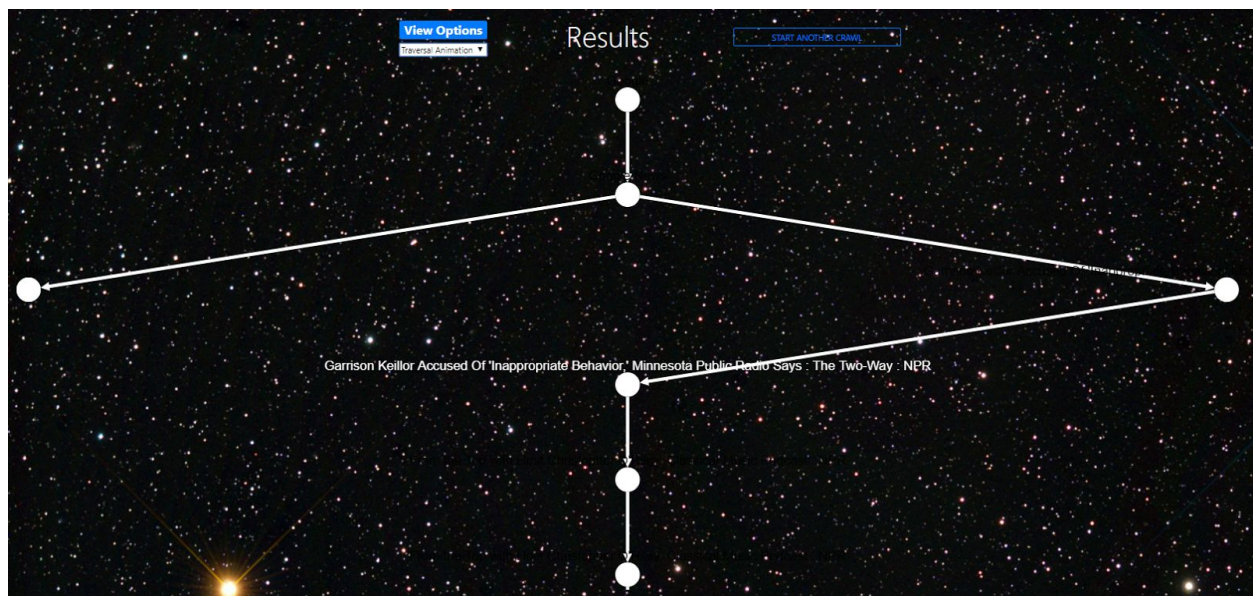 View Options
Results
START ANOTHER CRAWL
Traversal Animation
Garrison Keillor Accused Of 'Inappropriate Behavior,' Minnesota Public Radio Says : The Two-Way : NPR